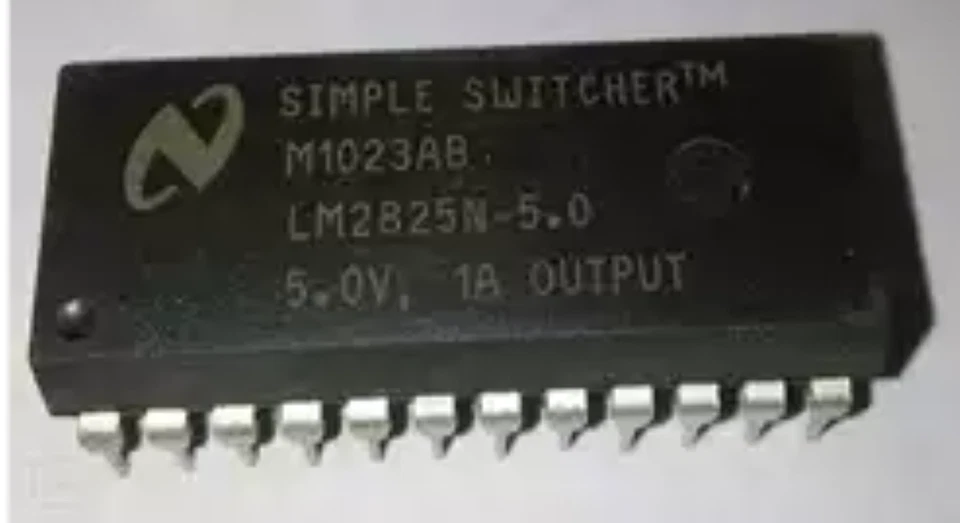 SIMPLE SWITCHER™
M1023AB
LM2825N-5.0
5.0V, 1A OUTPUT